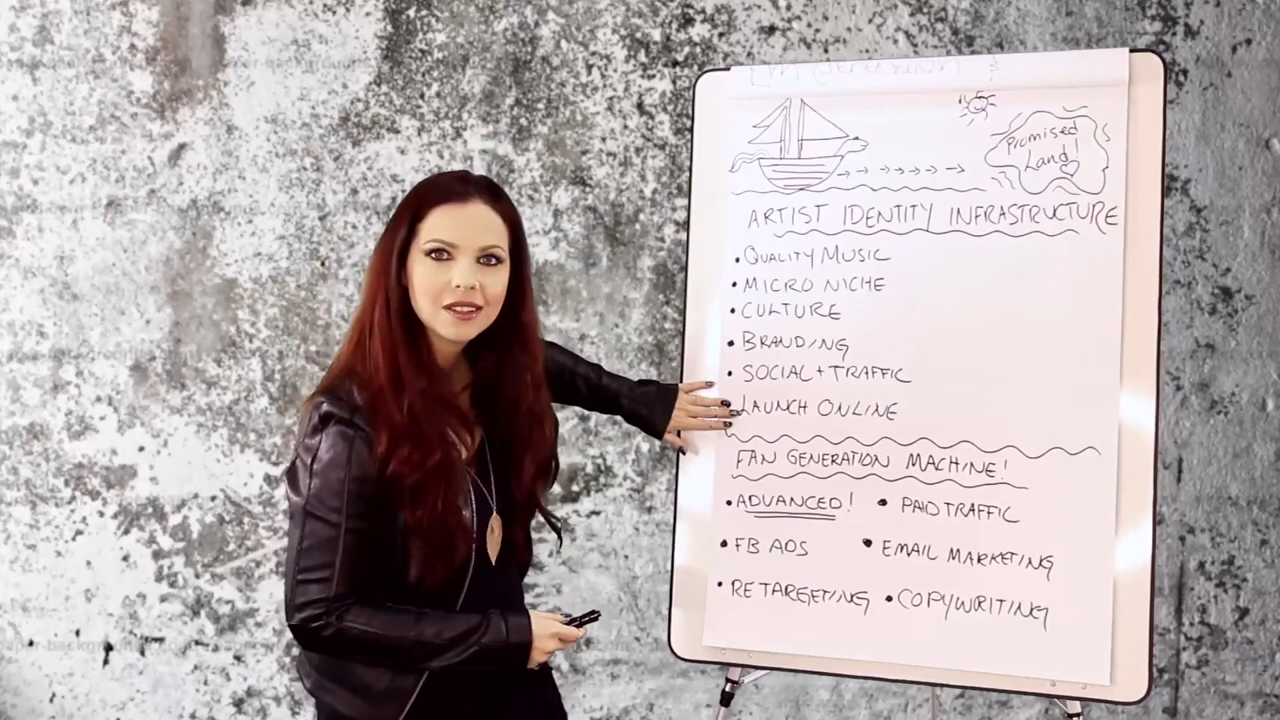 Promised
Land!
ARTIST IDENTITY INFRASTRUCTURE
• QUALITY MUSIC
• MICRO NICHE
• CULTURE
• BRANDING
• SOCIAL + TRAFFIC
LAUNCH ONLINE
FAN GENERATION MACHINE!
• ADVANCED! • PAID TRAFFIC
• FB ADS • EMAIL MARKETING
• RETARGETING • COPYWRITING